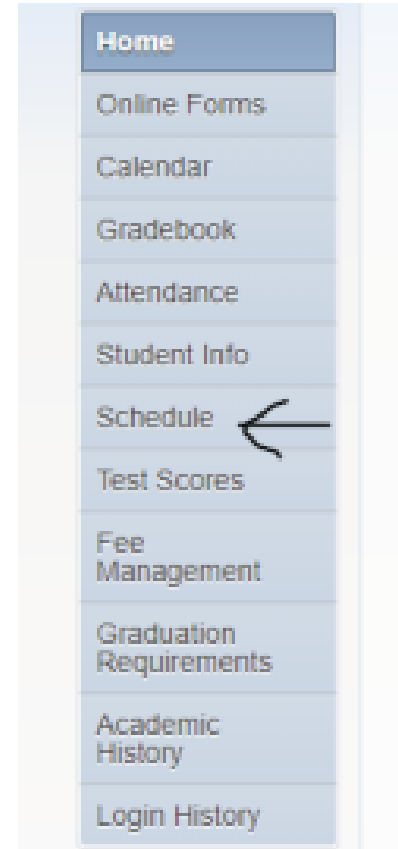 Home
Online Forms
Calendar
Gradebook
Attendance
Student Info
Schedule
Test Scores
Fee
Management
Graduation
Requirements
Academic
History
Login History